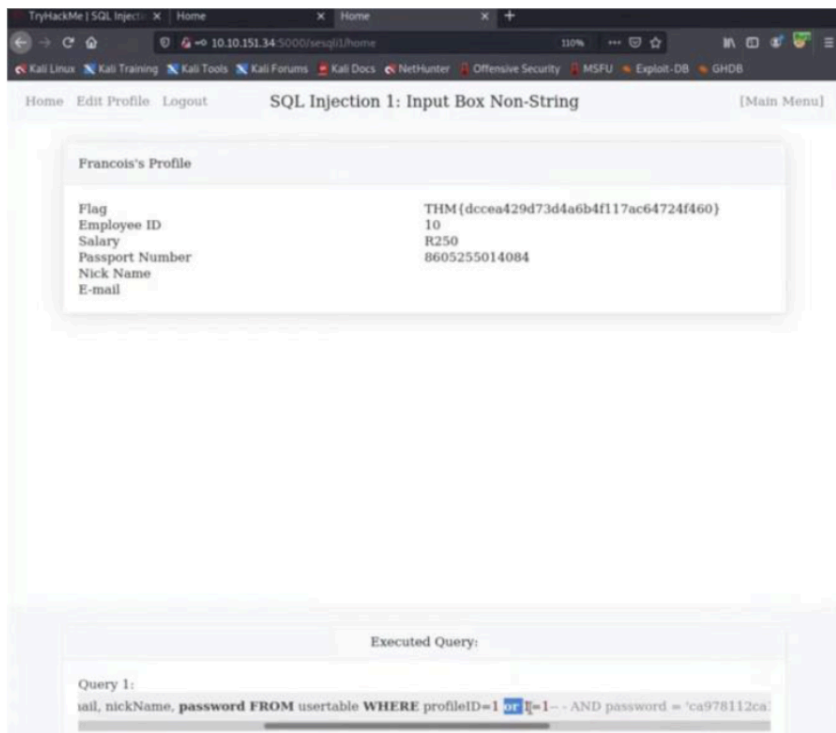 TryHackMe | SQL Injecti Home Home
10.10.151.34:5000/sesqli1/home 110%
Kali Linux Kali Training Kali Tools Kali Forums Kali Docs NetHunter Offensive Security MSFU Exploit-DB GHDB
Home Edit Profile Logout SQL Injection 1: Input Box Non-String [Main Menu]
Francois's Profile
Flag THM{dccea429d73d4a6b4f117ac64724f460}
Employee ID 10
Salary R250
Passport Number 8605255014084
Nick Name
E-mail
Executed Query:
Query 1:
nail, nickName, password FROM usertable WHERE profileID=1 or 1=1-- - AND password = 'ca978112ca